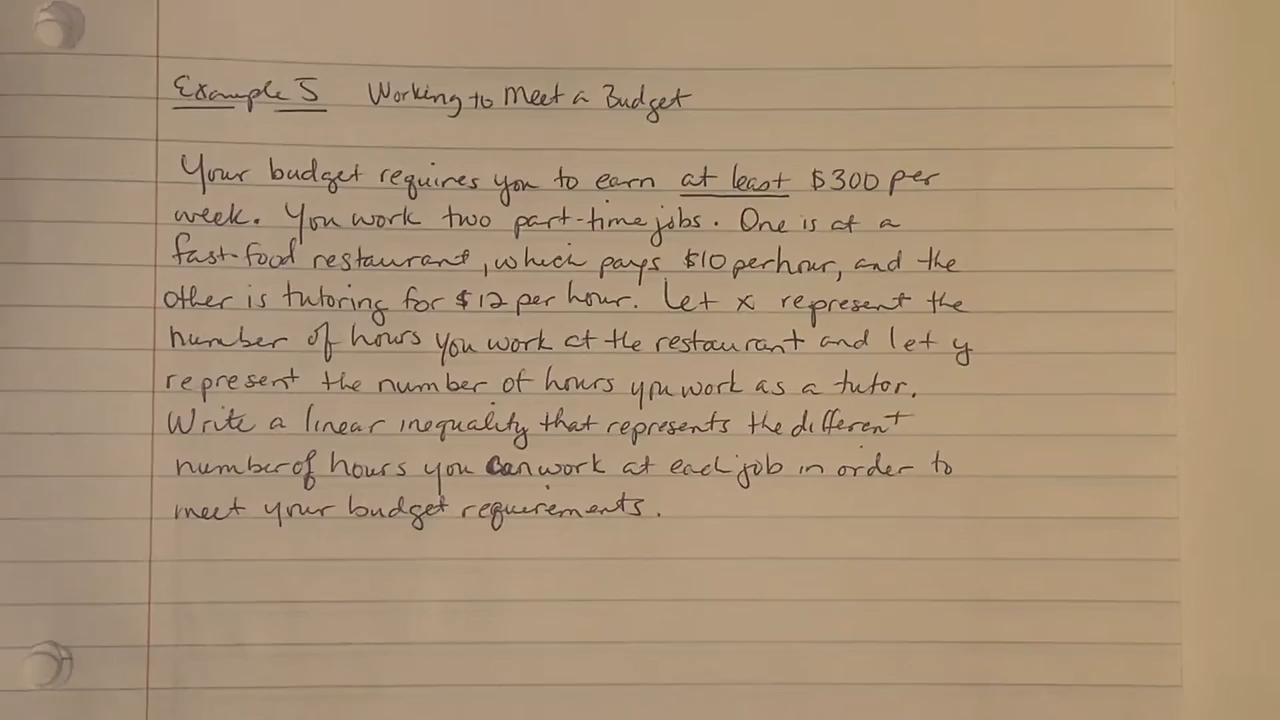 Example 5 Working to Meet a Budget
Your budget requires you to earn at least $300 per
week. You work two part-time jobs. One is at a
fast-food restaurant, which pays $10 per hour, and the
other is tutoring for $12 per hour. Let x represent the
number of hours you work at the restaurant and let y
represent the number of hours you work as a tutor.
Write a linear inequality that represents the different
number of hours you can work at each job in order to
meet your budget requirements.